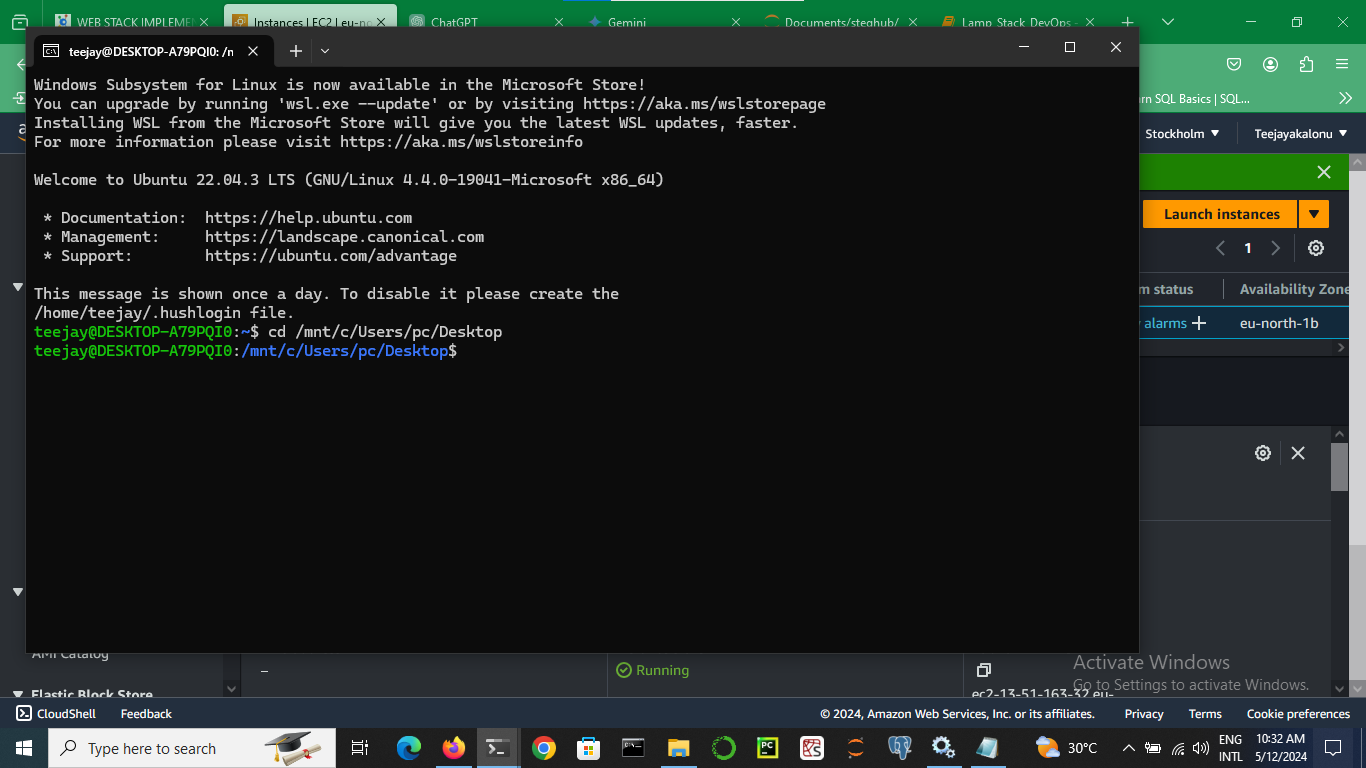 WEB STACK IMPLEMEN
Instances | EC2 | eu-no
ChatGPT
Gemini
Documents/steghub/
Lamp_Stack_DevOps -
teejay@DESKTOP-A79PQI0: /n
Windows Subsystem for Linux is now available in the Microsoft Store!
You can upgrade by running 'wsl.exe --update' or by visiting https://aka.ms/wslstorepage
Installing WSL from the Microsoft Store will give you the latest WSL updates, faster.
For more information please visit https://aka.ms/wslstoreinfo
Welcome to Ubuntu 22.04.3 LTS (GNU/Linux 4.4.0-19041-Microsoft x86_64)
* Documentation:  https://help.ubuntu.com
* Management:     https://landscape.canonical.com
* Support:        https://ubuntu.com/advantage
This message is shown once a day. To disable it please create the
/home/teejay/.hushlogin file.
teejay@DESKTOP-A79PQI0:~$ cd /mnt/c/Users/pc/Desktop
teejay@DESKTOP-A79PQI0:/mnt/c/Users/pc/Desktop$
rn SQL Basics | SQL...
Stockholm
Teejayakalonu
Launch instances
1
m status
Availability Zone
alarms +
eu-north-1b
AMI Catalog
Elastic Block Store
–
Running
ec2-13-51-163-32.eu-
Activate Windows
Go to Settings to activate Windows.
CloudShell
Feedback
© 2024, Amazon Web Services, Inc. or its affiliates.
Privacy
Terms
Cookie preferences
Type here to search
30°C
ENG
INTL
10:32 AM
5/12/2024